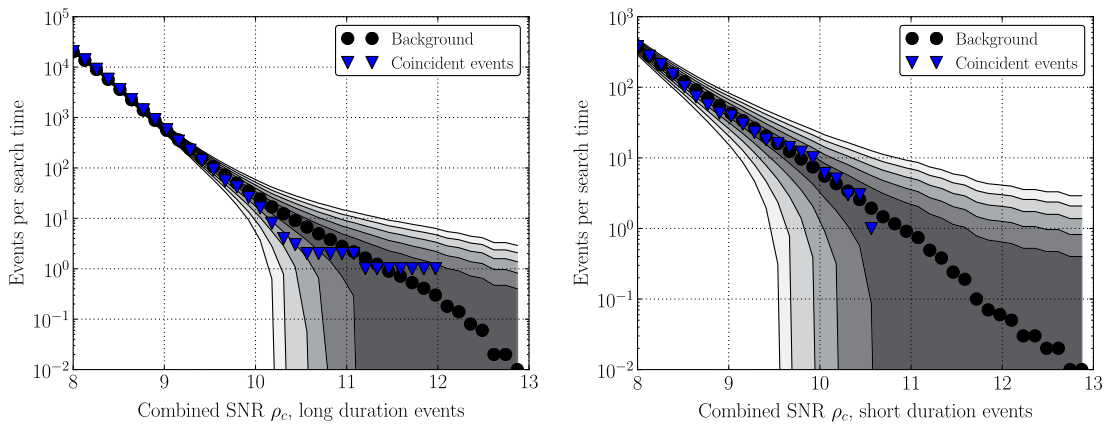 Events per search time
10^5
10^4
10^3
10^2
10^1
10^0
10^−1
10^−2
8 9 10 11 12 13
Combined SNR ρ_c, long duration events
Background
Coincident events
Events per search time
10^3
10^2
10^1
10^0
10^−1
10^−2
8 9 10 11 12 13
Combined SNR ρ_c, short duration events
Background
Coincident events